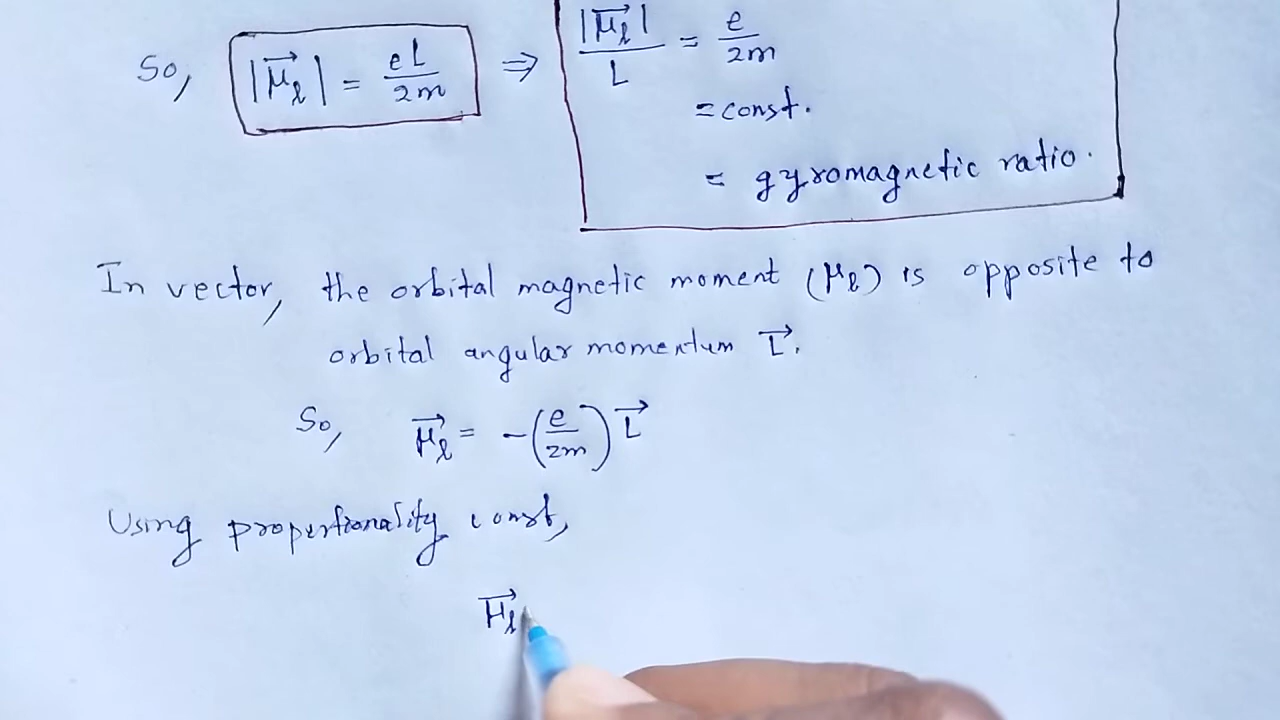 So, |μ⃗ₗ| = eL/2m ⇒ |μ⃗ₗ|/L = e/2m
= const.
= gyromagnetic ratio.
In vector, the orbital magnetic moment (μₗ) is opposite to
orbital angular momentum L⃗.
So, μ⃗ₗ = -(e/2m) L⃗
Using proportionality const,
μ⃗ₗ